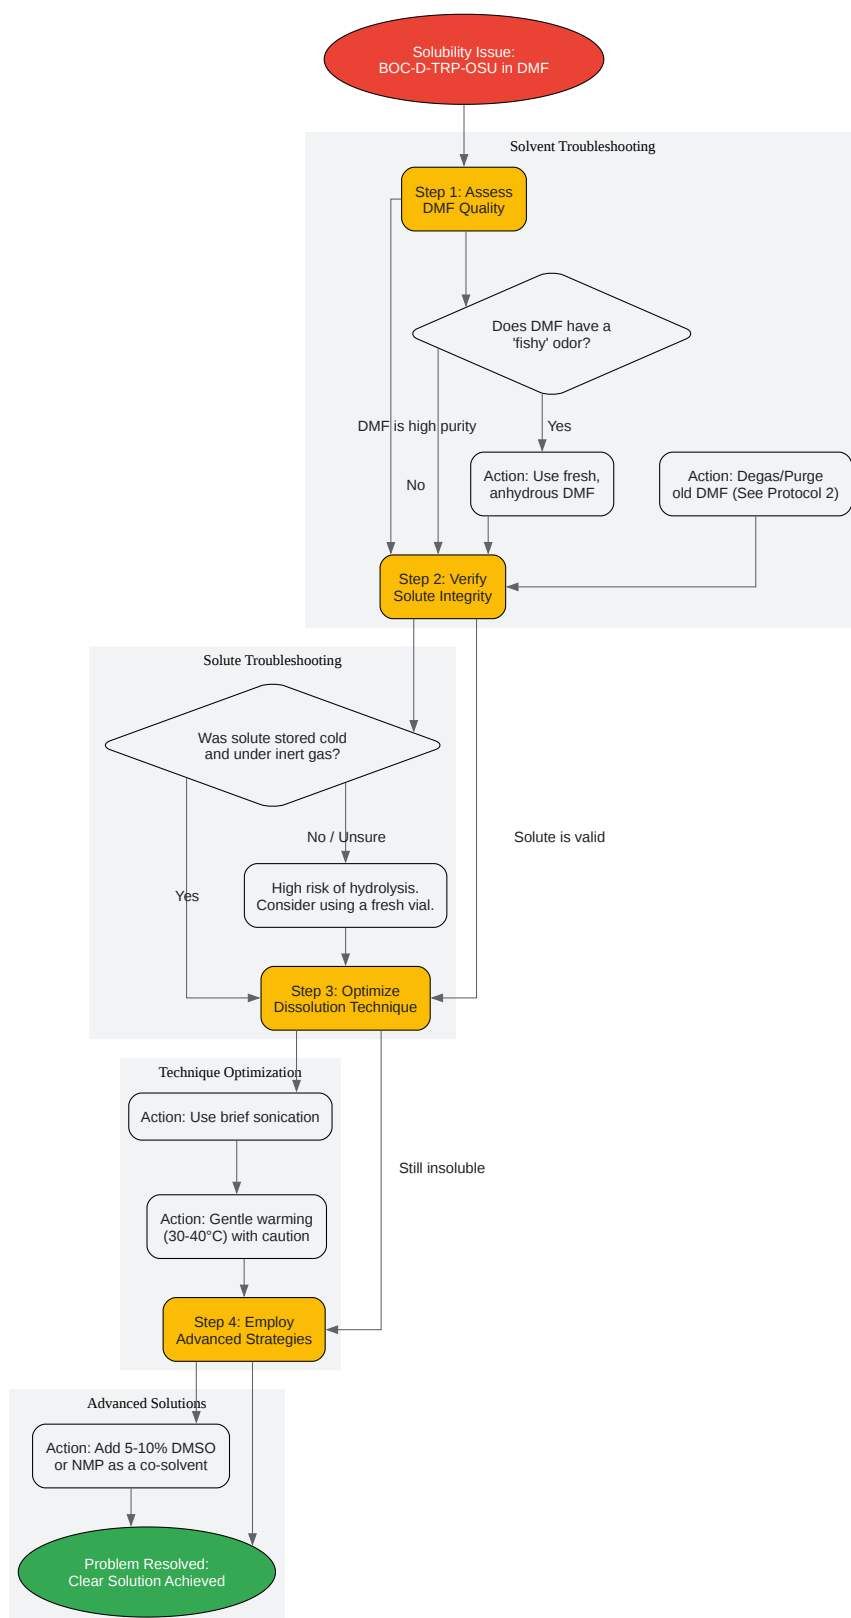 Solubility Issue:
BOC-D-TRP-OSU in DMF
Solvent Troubleshooting
Step 1: Assess
DMF Quality
Does DMF have a
'fishy' odor?
DMF is high purity
Yes
No
Action: Use fresh,
anhydrous DMF
Action: Degas/Purge
old DMF (See Protocol 2)
Step 2: Verify
Solute Integrity
Solute Troubleshooting
Was solute stored cold
and under inert gas?
No / Unsure
Solute is valid
Yes
High risk of hydrolysis.
Consider using a fresh vial.
Step 3: Optimize
Dissolution Technique
Technique Optimization
Action: Use brief sonication
Still insoluble
Action: Gentle warming
(30-40°C) with caution
Step 4: Employ
Advanced Strategies
Advanced Solutions
Action: Add 5-10% DMSO
or NMP as a co-solvent
Problem Resolved:
Clear Solution Achieved